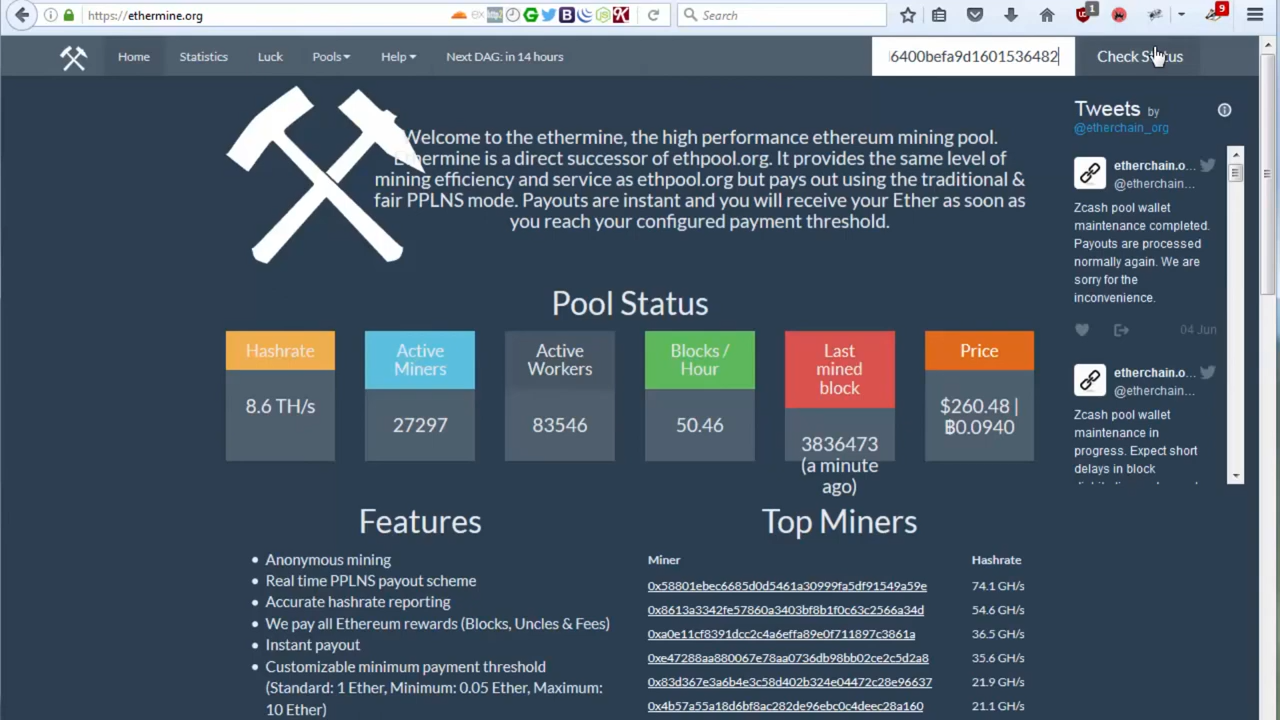 https://ethermine.org
Search
1
9
Home
Statistics
Luck
Pools
Help
Next DAG: in 14 hours
6400befa9d1601536482
Check Status
Welcome to the ethermine, the high performance ethereum mining pool.
Ethermine is a direct successor of ethpool.org. It provides the same level of
mining efficiency and service as ethpool.org but pays out using the traditional &
fair PPLNS mode. Payouts are instant and you will receive your Ether as soon as
you reach your configured payment threshold.
Tweets by
@etherchain_org
etherchain.o...
@etherchain...
Zcash pool wallet
maintenance completed.
Payouts are processed
normally again. We are
sorry for the
inconvenience.
04 Jun
etherchain.o...
@etherchain...
Zcash pool wallet
maintenance in
progress. Expect short
delays in block
Pool Status
Hashrate
8.6 TH/s
Active
Miners
27297
Active
Workers
83546
Blocks /
Hour
50.46
Last
mined
block
3836473
(a minute
ago)
Price
$260.48 |
฿0.0940
Features
Anonymous mining
Real time PPLNS payout scheme
Accurate hashrate reporting
We pay all Ethereum rewards (Blocks, Uncles & Fees)
Instant payout
Customizable minimum payment threshold
(Standard: 1 Ether, Minimum: 0.05 Ether, Maximum:
10 Ether)
Top Miners
Miner Hashrate
0x58801ebec6685d0d5461a30999fa5df91549a59e 74.1 GH/s
0x8613a3342fe57860a3403bf8b1f0c63c2566a34d 54.6 GH/s
0xa0e11cf8391dcc2c4a6effa89e0f711897c3861a 36.5 GH/s
0xe47288aa880067e78aa0736db98bb02ce2c5d2a8 35.6 GH/s
0x83d367e3a6b4e3c58d402b324e04472c28e96637 21.9 GH/s
0x4b57a55a18d6bf8ac282de96ebc0c4deec28a160 21.1 GH/s